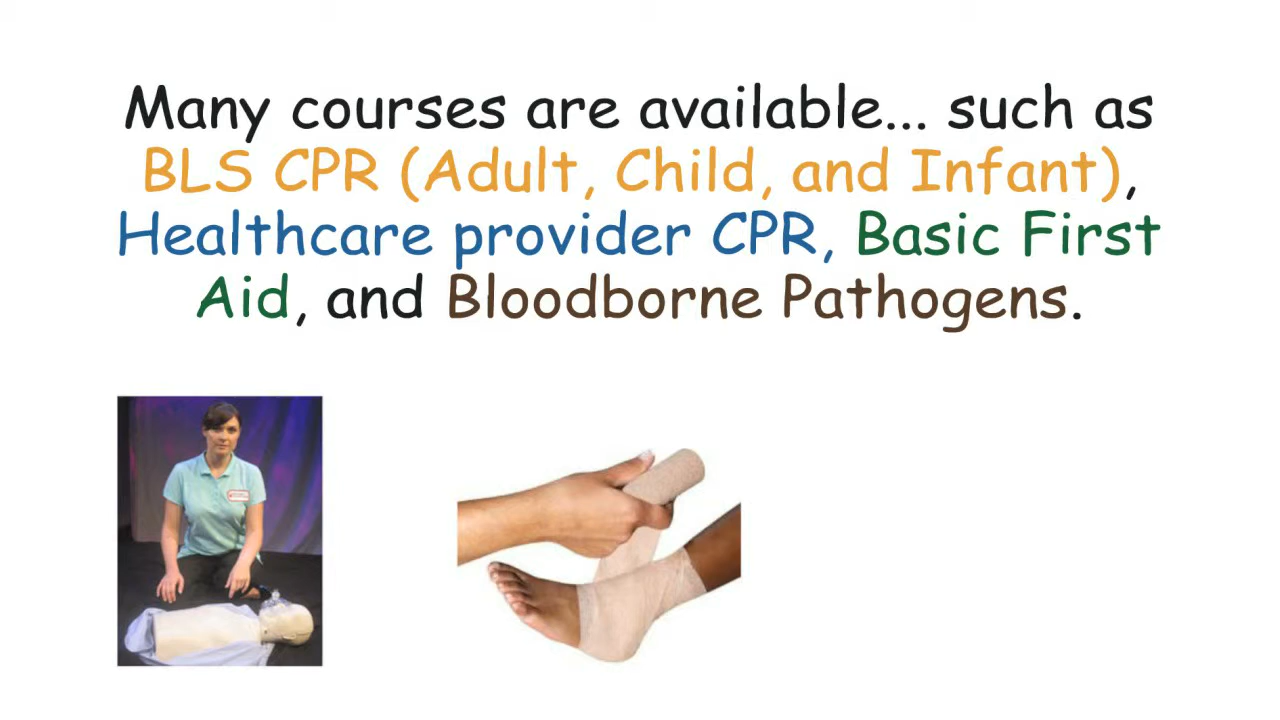 Many courses are available... such as
BLS CPR (Adult, Child, and Infant),
Healthcare provider CPR, Basic First
Aid, and Bloodborne Pathogens.